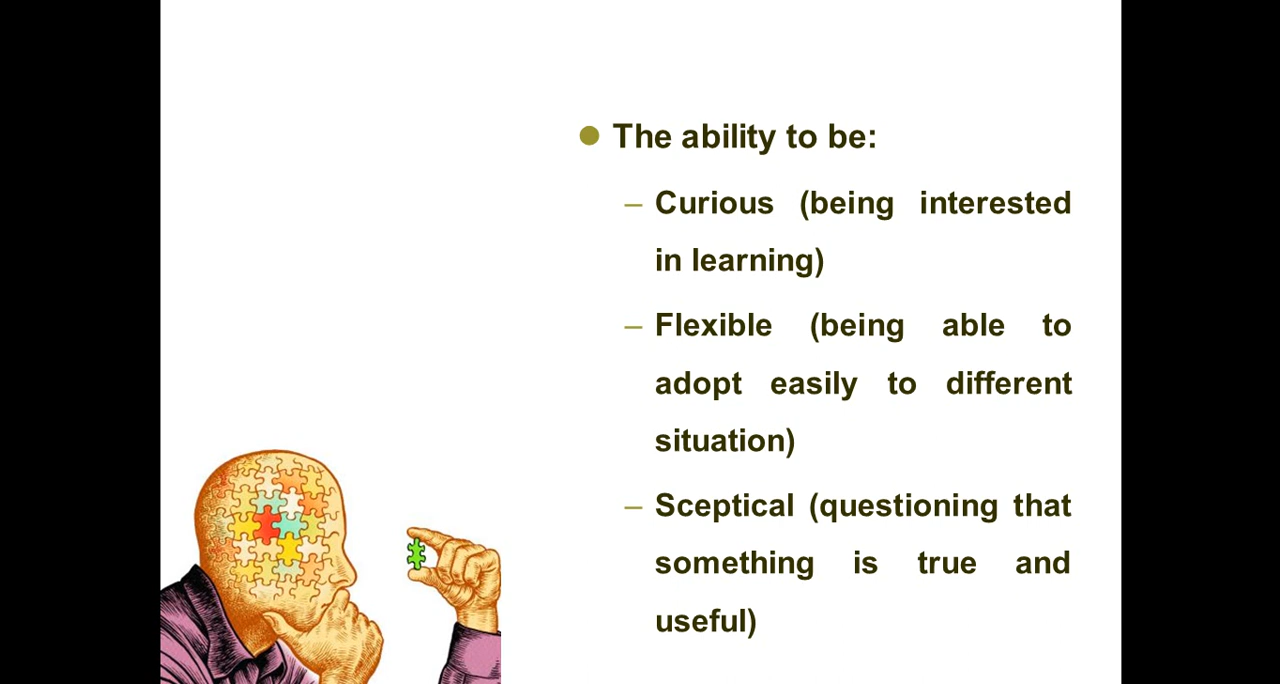 The ability to be:
– Curious (being interested
in learning)
– Flexible (being able to
adopt easily to different
situation)
– Sceptical (questioning that
something is true and
useful)